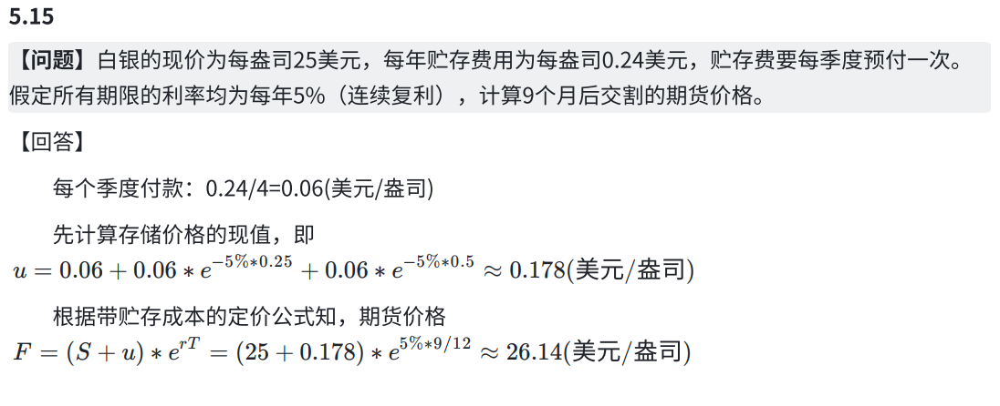 5.15
【问题】白银的现价为每盎司25美元，每年贮存费用为每盎司0.24美元，贮存费要每季度预付一次。
假定所有期限的利率均为每年5%（连续复利），计算9个月后交割的期货价格。
【回答】
每个季度付款：0.24/4=0.06(美元/盎司)
先计算存储价格的现值，即
u = 0.06 + 0.06 * e^{-5%*0.25} + 0.06 * e^{-5%*0.5} ≈ 0.178(美元/盎司)
根据带贮存成本的定价公式知，期货价格
F = (S + u) * e^{rT} = (25 + 0.178) * e^{5%*9/12} ≈ 26.14(美元/盎司)